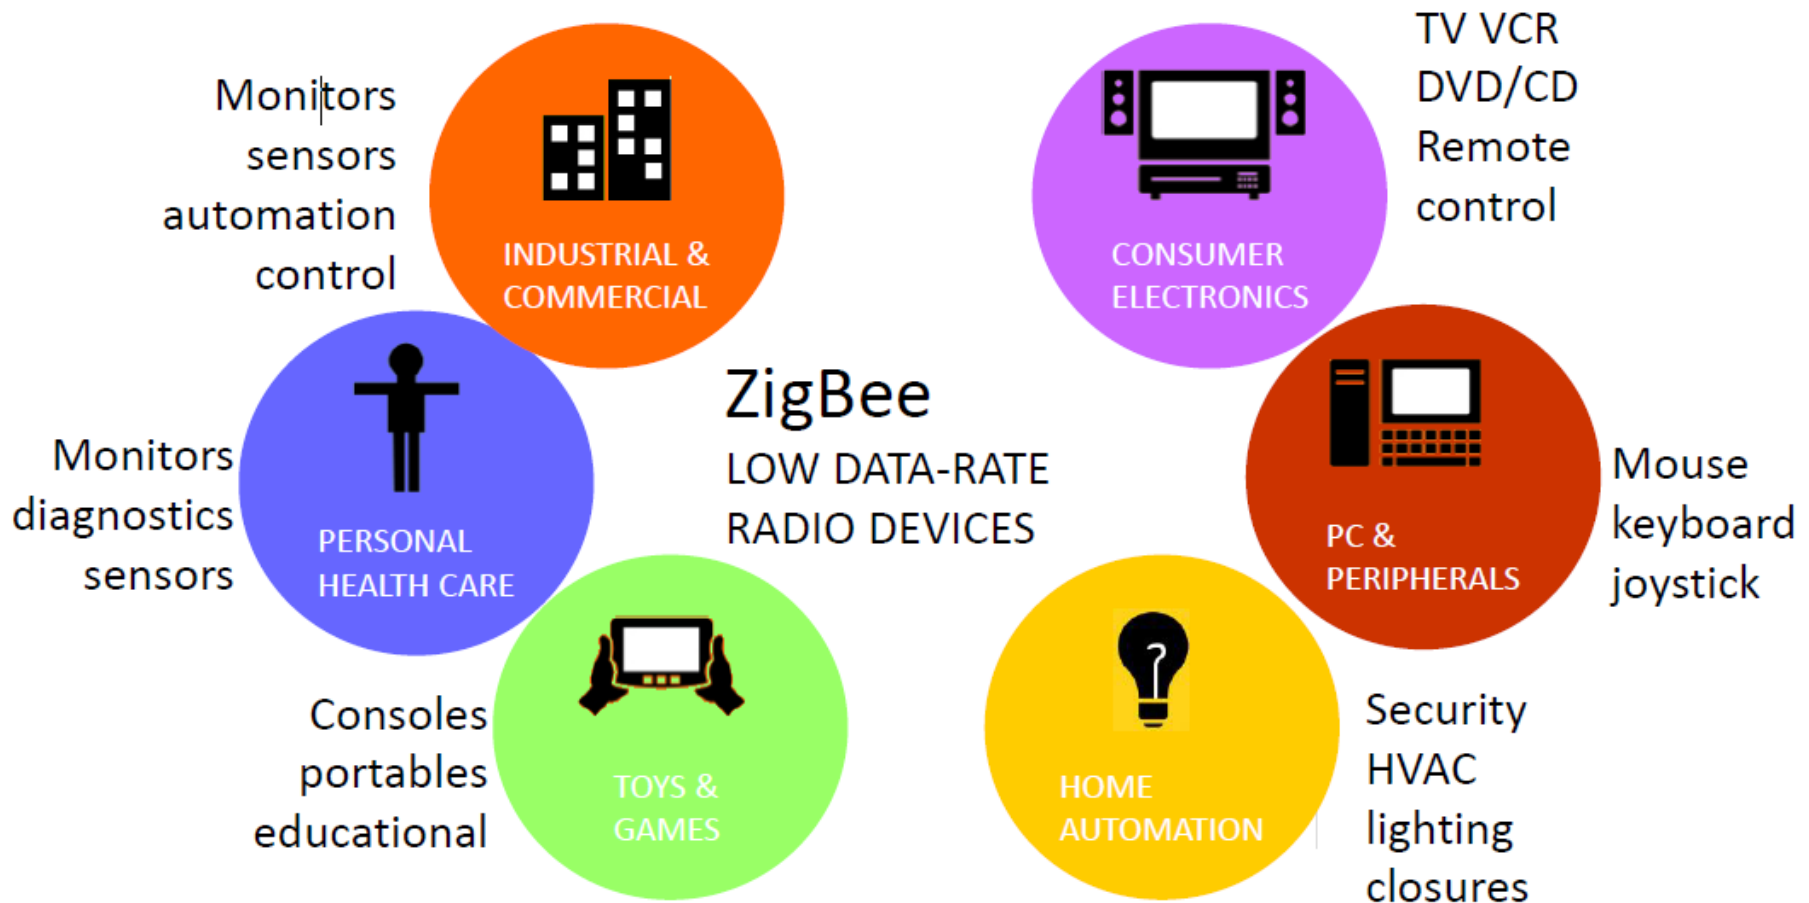 Monitors
sensors
automation
control
INDUSTRIAL &
COMMERCIAL
TV VCR
DVD/CD
Remote
control
CONSUMER
ELECTRONICS
ZigBee
LOW DATA-RATE
RADIO DEVICES
Monitors
diagnostics
sensors
PERSONAL
HEALTH CARE
Mouse
keyboard
joystick
PC &
PERIPHERALS
Consoles
portables
educational
TOYS &
GAMES
Security
HVAC
lighting
closures
HOME
AUTOMATION